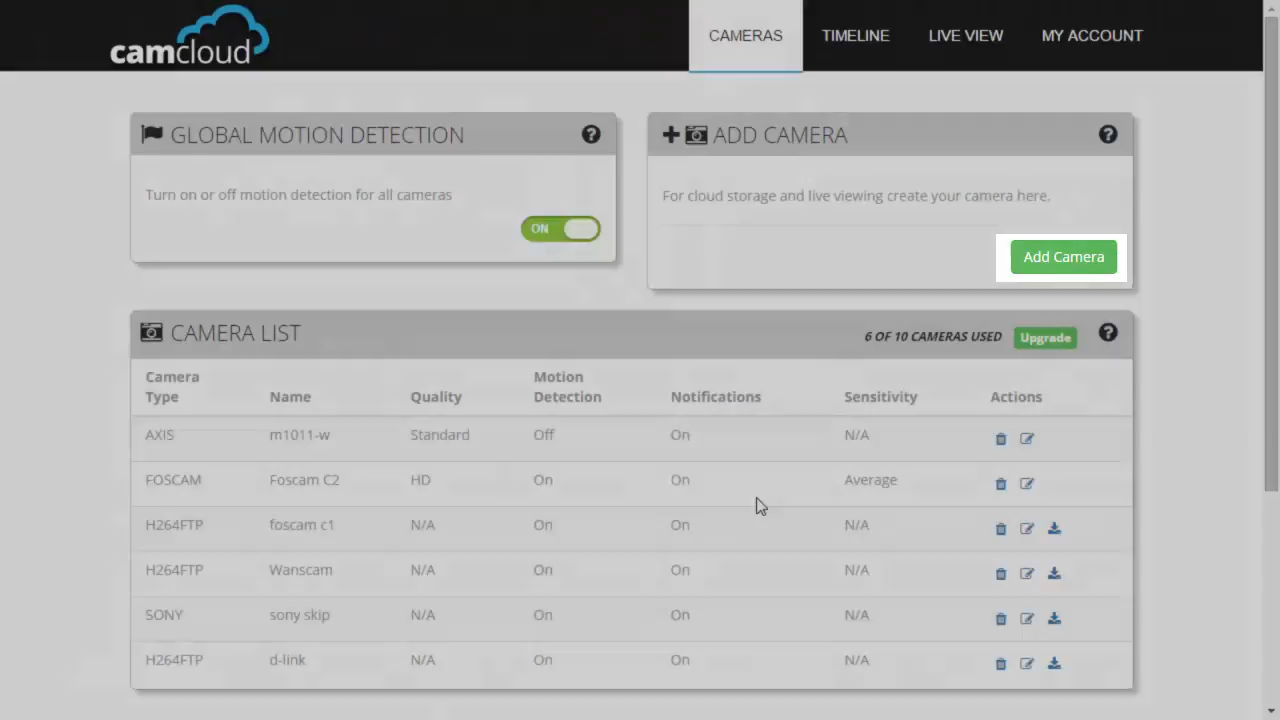 camcloud
CAMERAS TIMELINE LIVE VIEW MY ACCOUNT
GLOBAL MOTION DETECTION
Turn on or off motion detection for all cameras
ON
ADD CAMERA
For cloud storage and live viewing create your camera here.
Add Camera
CAMERA LIST
6 OF 10 CAMERAS USED Upgrade
Camera Type Name Quality Motion Detection Notifications Sensitivity Actions
AXIS m1011-w Standard Off On N/A
FOSCAM Foscam C2 HD On On Average
H264FTP foscam c1 N/A On On N/A
H264FTP Wanscam N/A On On N/A
SONY sony skip N/A On On N/A
H264FTP d-link N/A On On N/A